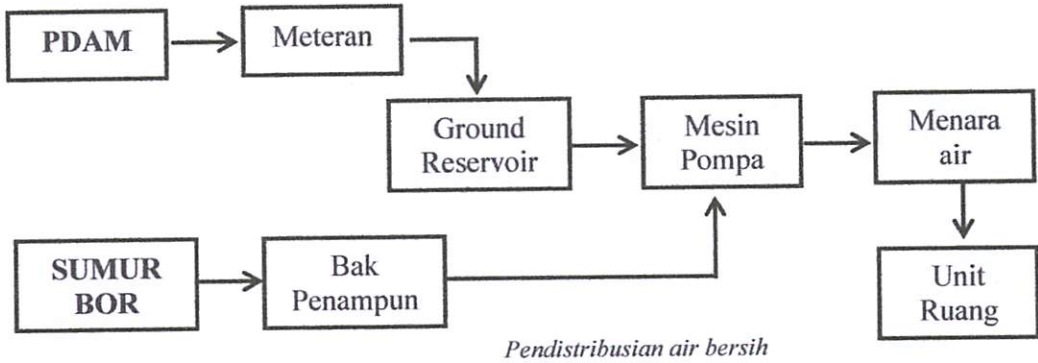 PDAM
Meteran
Ground
Reservoir
Mesin
Pompa
Menara
air
SUMUR
BOR
Bak
Penampun
Unit
Ruang
Pendistribusian air bersih